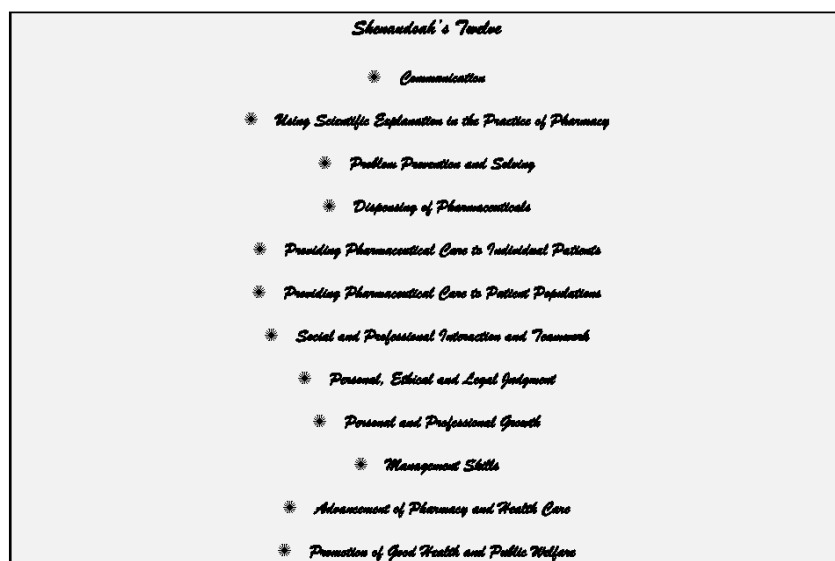 Shenandoah's Twelve
Communication
Using Scientific Explanation in the Practice of Pharmacy
Problem Prevention and Solving
Dispensing of Pharmaceuticals
Providing Pharmaceutical Care to Individual Patients
Providing Pharmaceutical Care to Patient Populations
Social and Professional Interaction and Teamwork
Personal, Ethical and Legal Judgment
Personal and Professional Growth
Management Skills
Advancement of Pharmacy and Health Care
Promotion of Good Health and Public Welfare